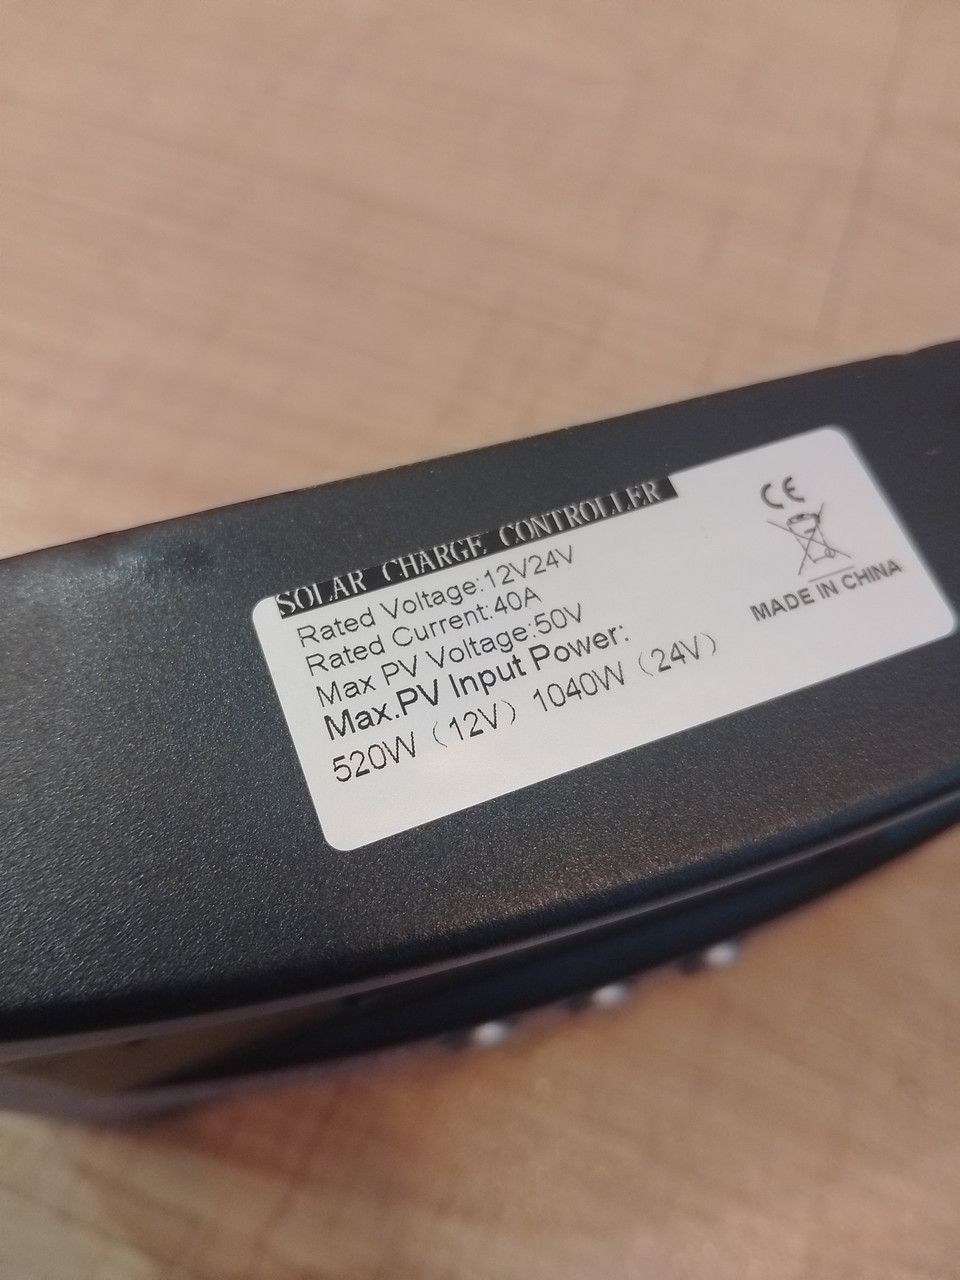 SOLAR CHARGE CONTROLLER
Rated Voltage:12V24V
Rated Current:40A
Max PV Voltage:50V
Max.PV Input Power:
520W（12V）1040W（24V）
CE
MADE IN CHINA